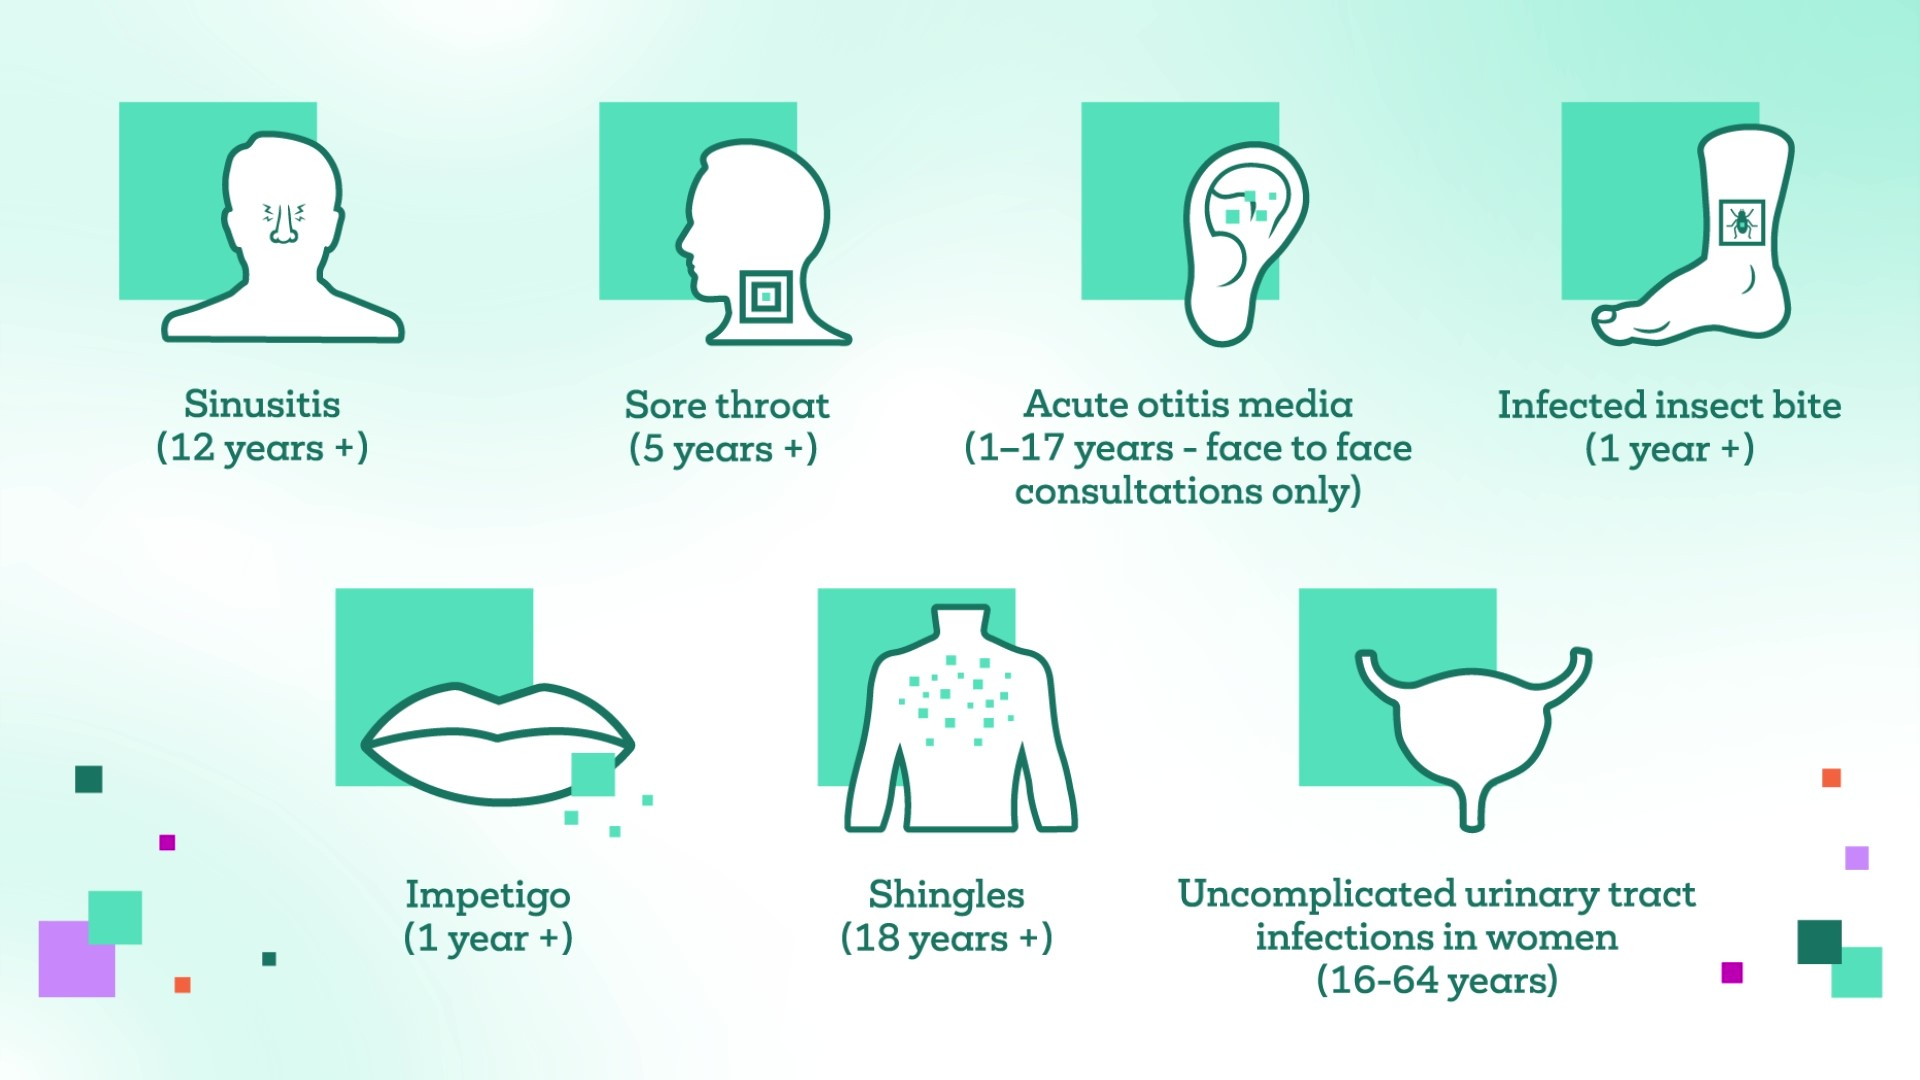 Sinusitis
(12 years +)
Sore throat
(5 years +)
Acute otitis media
(1–17 years - face to face
consultations only)
Infected insect bite
(1 year +)
Impetigo
(1 year +)
Shingles
(18 years +)
Uncomplicated urinary tract
infections in women
(16-64 years)